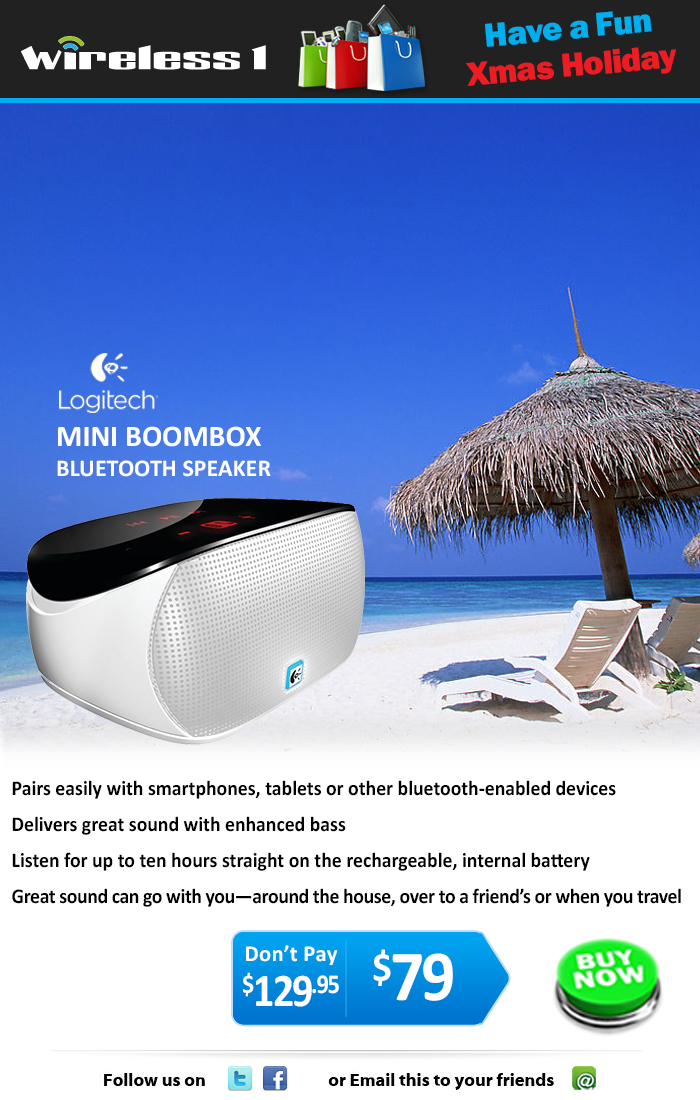 wireless 1
Have a Fun
Xmas Holiday
Logitech
MINI BOOMBOX
BLUETOOTH SPEAKER
Pairs easily with smartphones, tablets or other bluetooth-enabled devices
Delivers great sound with enhanced bass
Listen for up to ten hours straight on the rechargeable, internal battery
Great sound can go with you—around the house, over to a friend's or when you travel
Don't Pay
$129.95
$79
BUY
NOW
Follow us on
or Email this to your friends